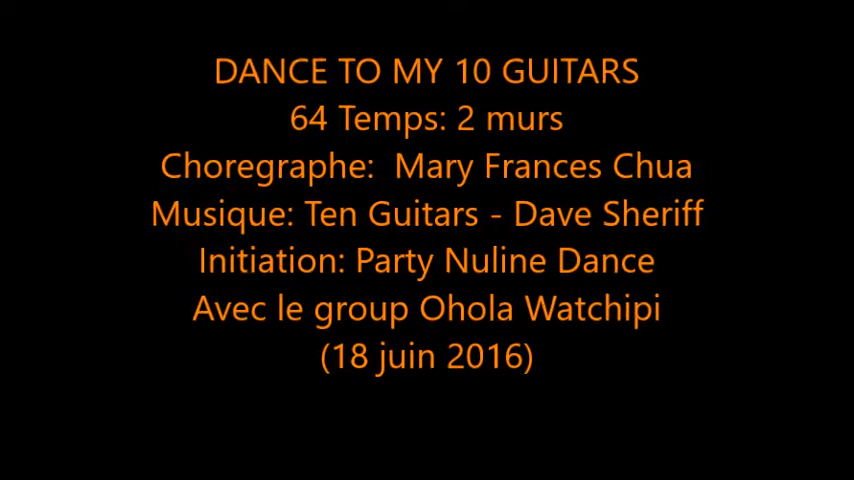 DANCE TO MY 10 GUITARS
64 Temps: 2 murs
Choregraphe:  Mary Frances Chua
Musique: Ten Guitars - Dave Sheriff
Initiation: Party Nuline Dance
Avec le group Ohola Watchipi
(18 juin 2016)